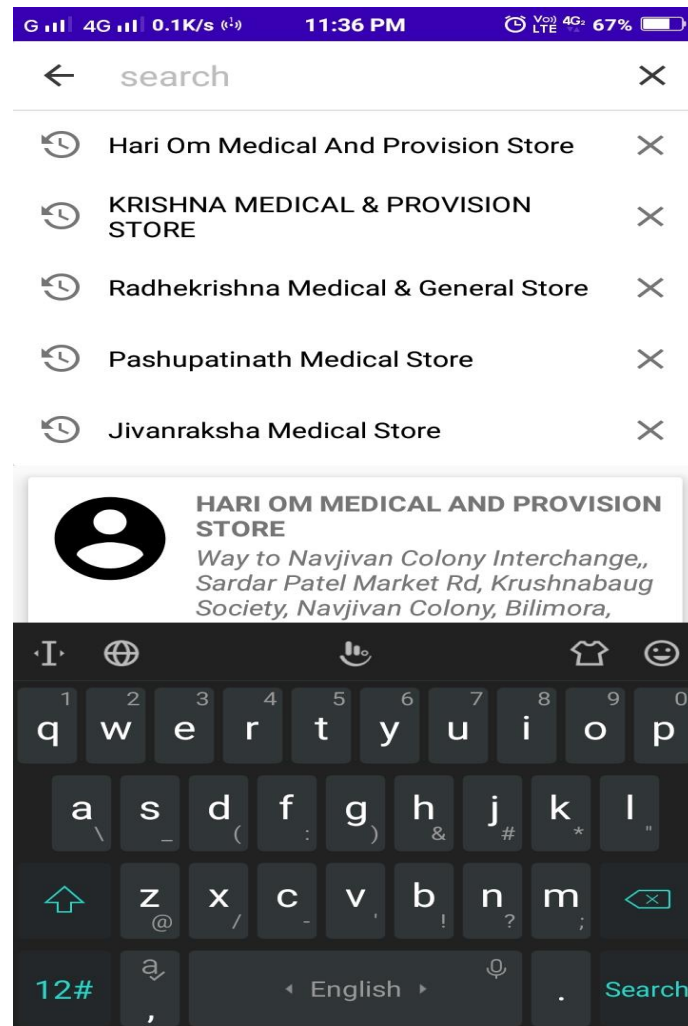 G 4G 0.1K/s 11:36 PM Vo)) LTE 4G2 67%
search
Hari Om Medical And Provision Store
KRISHNA MEDICAL & PROVISION
STORE
Radhekrishna Medical & General Store
Pashupatinath Medical Store
Jivanraksha Medical Store
HARI OM MEDICAL AND PROVISION
STORE
Way to Navjivan Colony Interchange,,
Sardar Patel Market Rd, Krushnabaug
Society, Navjivan Colony, Bilimora,
1 2 3 4 5 6 7 8 9 0
q w e r t y u i o p
a s d f g h j k l
\ _ ( : ) & # * "
z x c v b n m
@ / - ' ! ? ;
12# a , English . Search